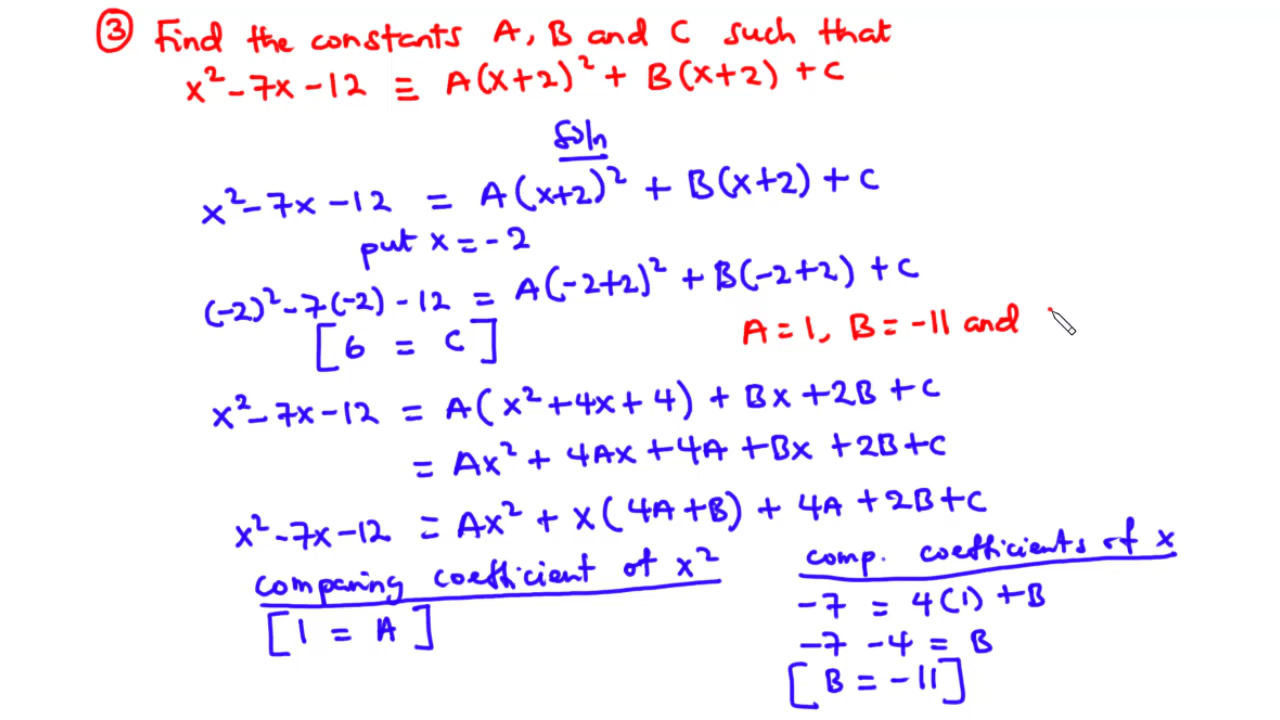 ③ Find the constants A, B and C such that
x² - 7x - 12 ≡ A(x+2)² + B(x+2) + C
Soln
x² - 7x - 12 = A(x+2)² + B(x+2) + C
put x = -2
(-2)² - 7(-2) - 12 = A(-2+2)² + B(-2+2) + C
[6 = C]
A = 1, B = -11 and
x² - 7x - 12 = A(x² + 4x + 4) + Bx + 2B + C
= Ax² + 4Ax + 4A + Bx + 2B + C
x² - 7x - 12 = Ax² + x(4A+B) + 4A + 2B + C
comparing coefficient of x²
[1 = A]
comp. coefficients of x
-7 = 4(1) + B
-7 - 4 = B
[B = -11]